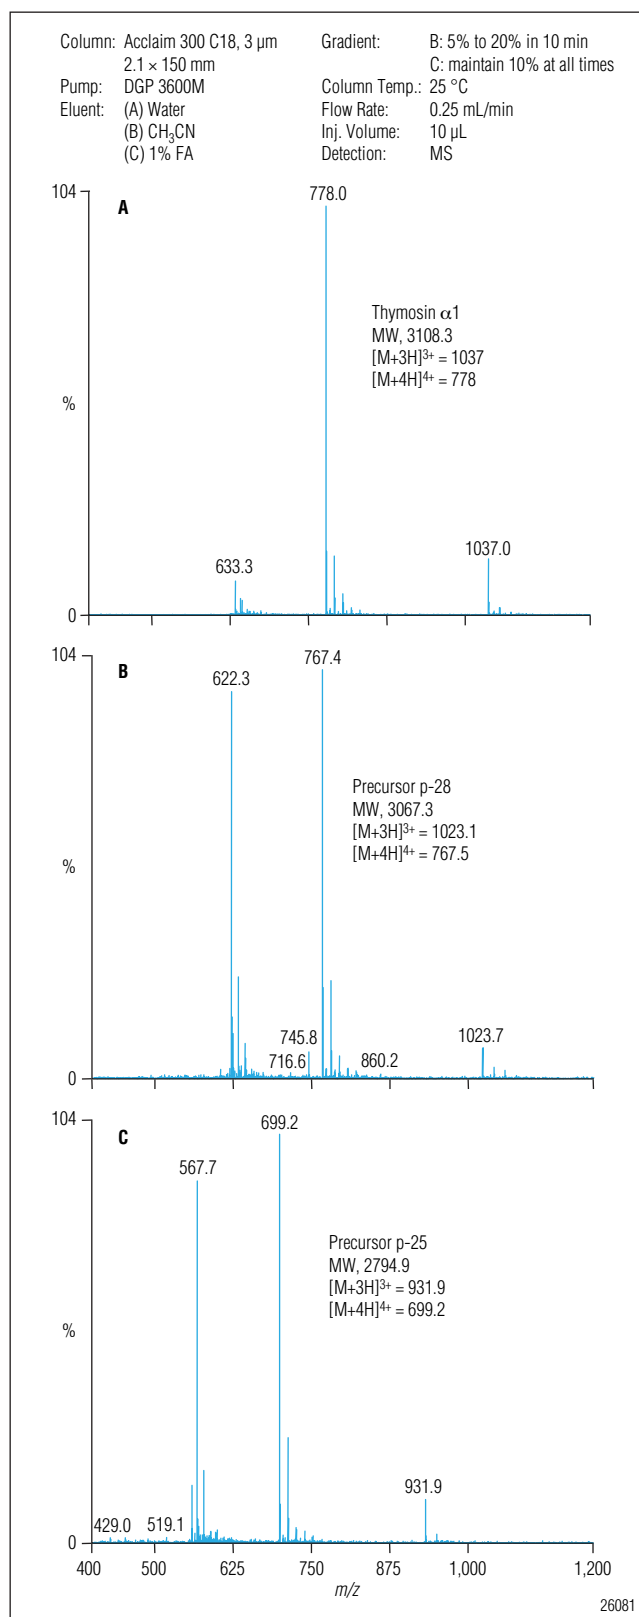 Column: Acclaim 300 C18, 3 µm
2.1 × 150 mm
Pump: DGP 3600M
Eluent: (A) Water
(B) CH₃CN
(C) 1% FA
Gradient: B: 5% to 20% in 10 min
C: maintain 10% at all times
Column Temp.: 25 °C
Flow Rate: 0.25 mL/min
Inj. Volume: 10 µL
Detection: MS
104
A
778.0
Thymosin α1
MW, 3108.3
[M+3H]³⁺ = 1037
[M+4H]⁴⁺ = 778
%
633.3
1037.0
0
104
B
622.3
767.4
Precursor p-28
MW, 3067.3
[M+3H]³⁺ = 1023.1
[M+4H]⁴⁺ = 767.5
%
745.8
716.6
860.2
1023.7
0
104
C
699.2
567.7
Precursor p-25
MW, 2794.9
[M+3H]³⁺ = 931.9
[M+4H]⁴⁺ = 699.2
%
931.9
429.0
519.1
0
400 500 625 750 875 1,000 1,200
m/z
26081